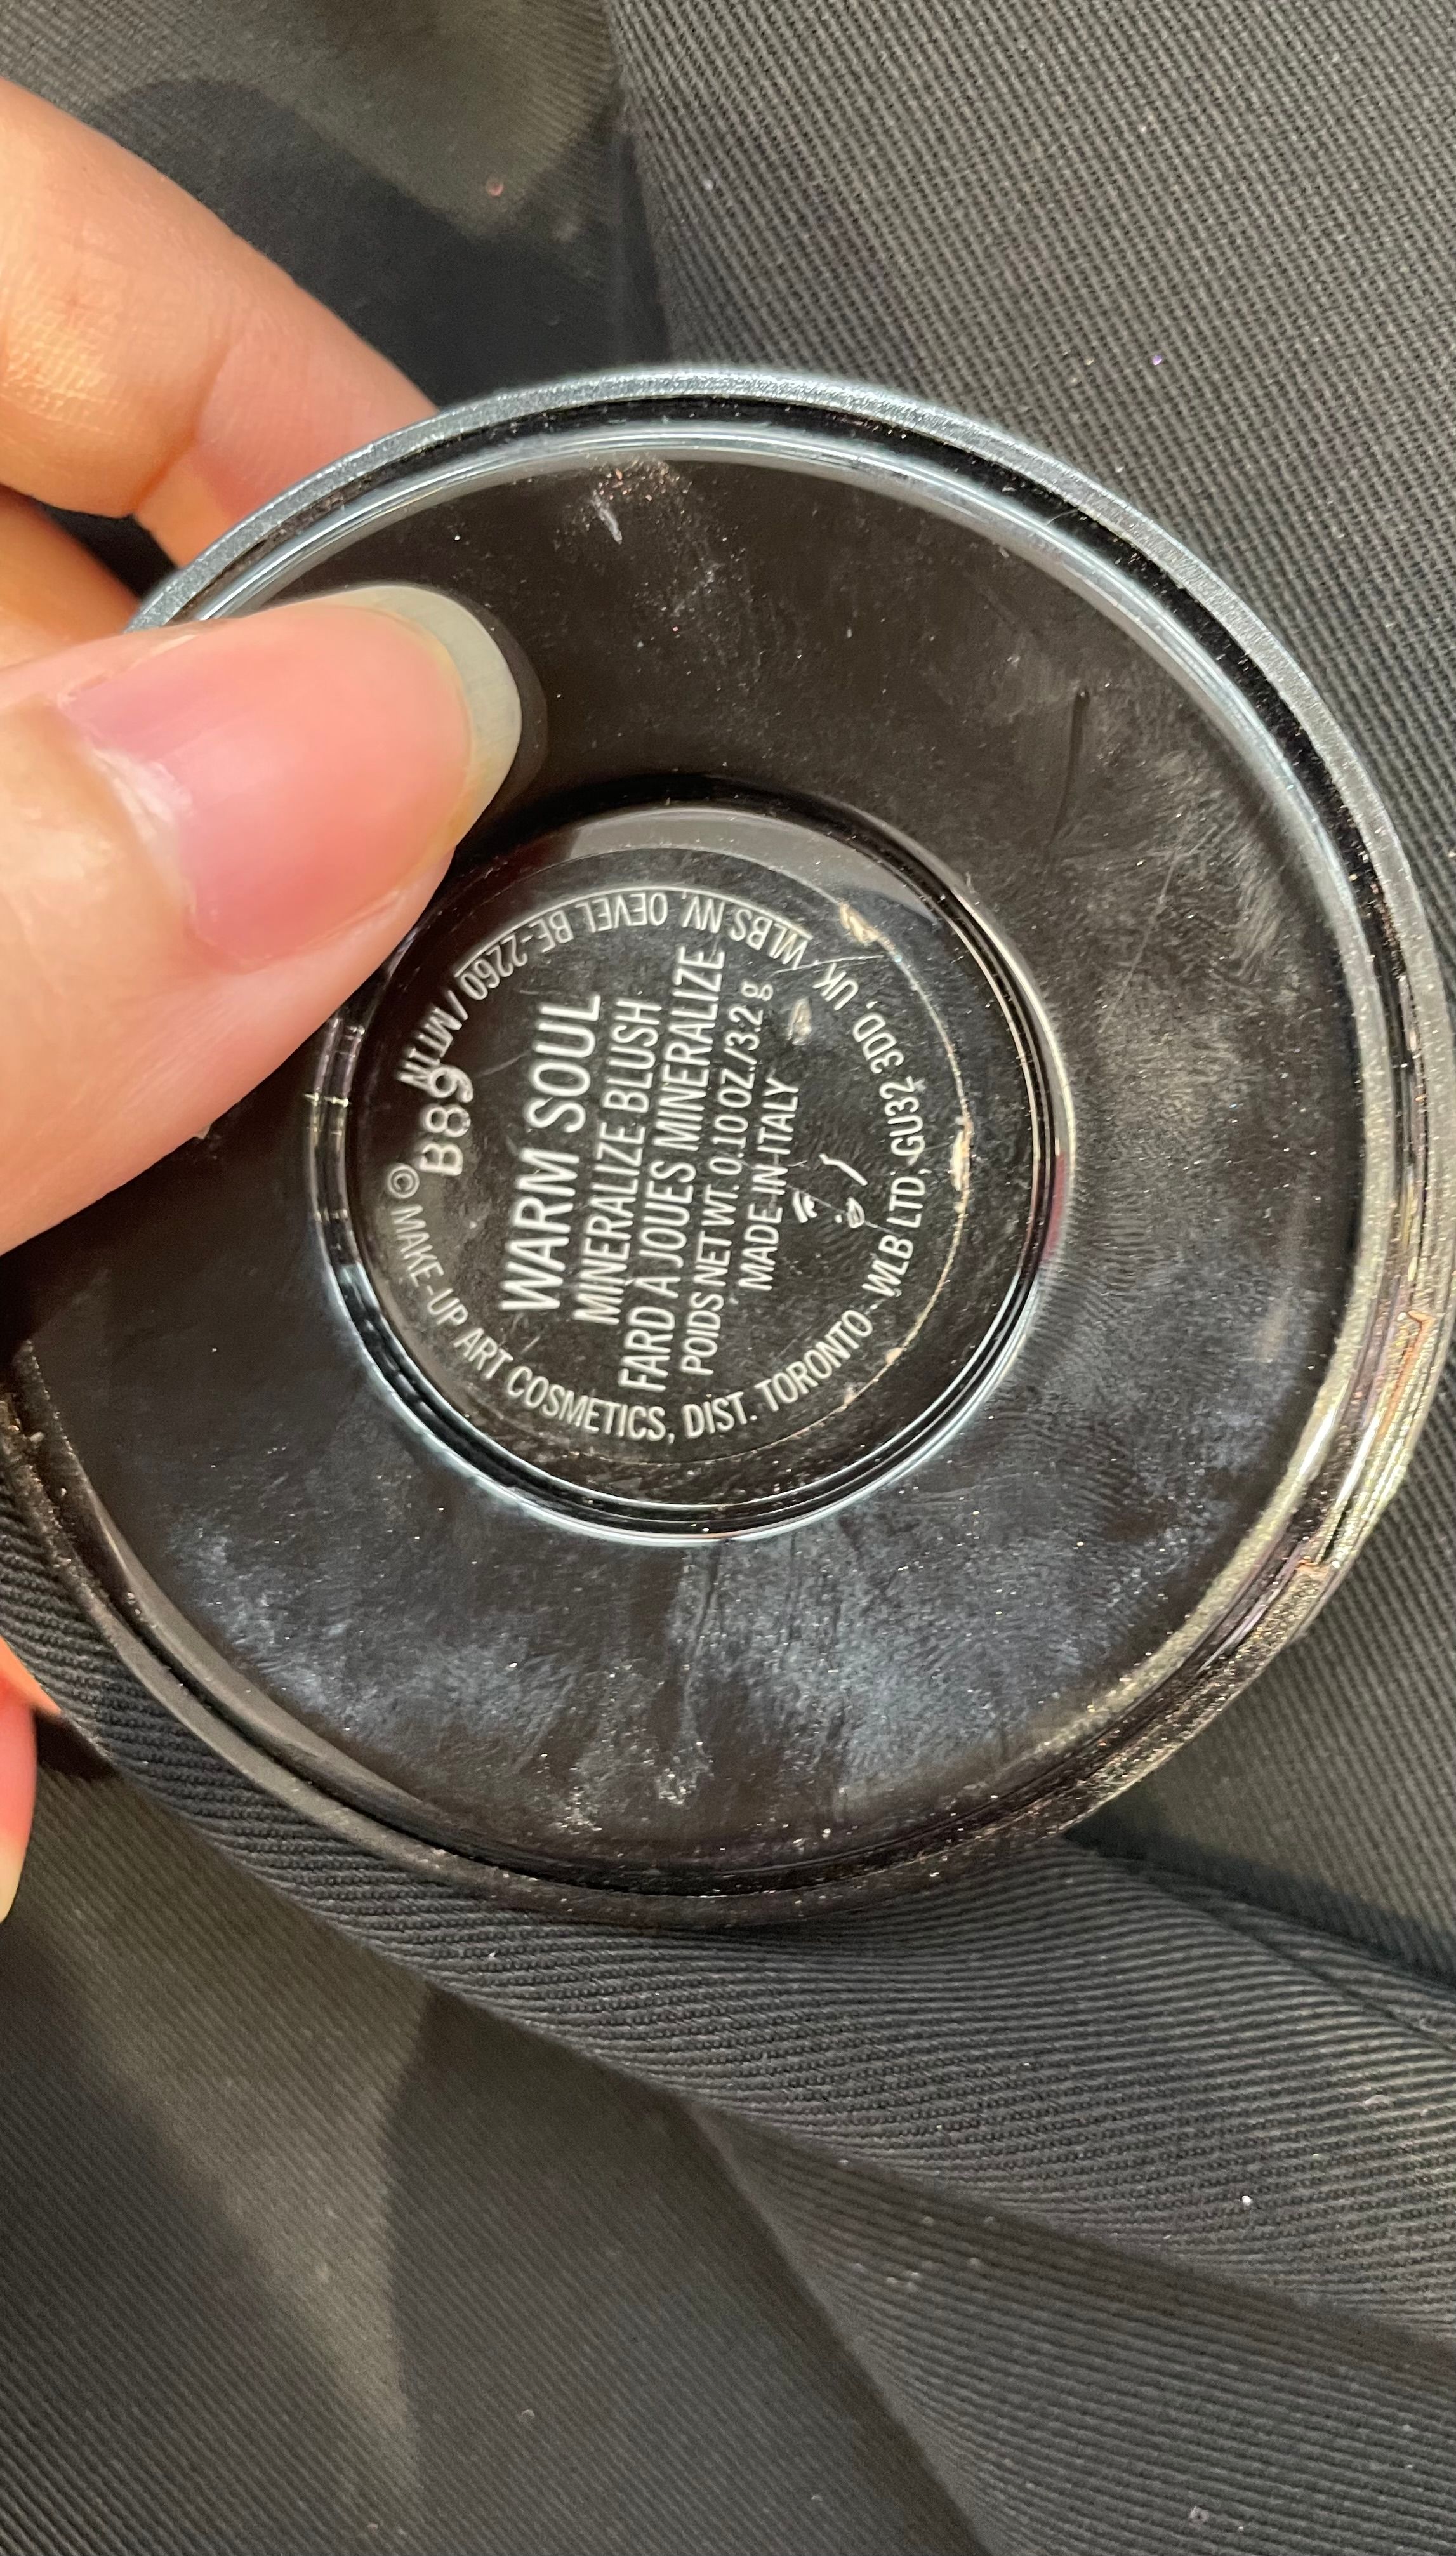 B89
WARM SOUL
MINERALIZE BLUSH
FARD À JOUES MINERALIZE
POIDS NET WT. 0.10 OZ./3.2 g
MADE IN ITALY
© MAKE-UP ART COSMETICS, DIST. TORONTO - WLB LTD, GU32 3DD, UK. WLBS NV, OEVEL BE-2260 / MTN